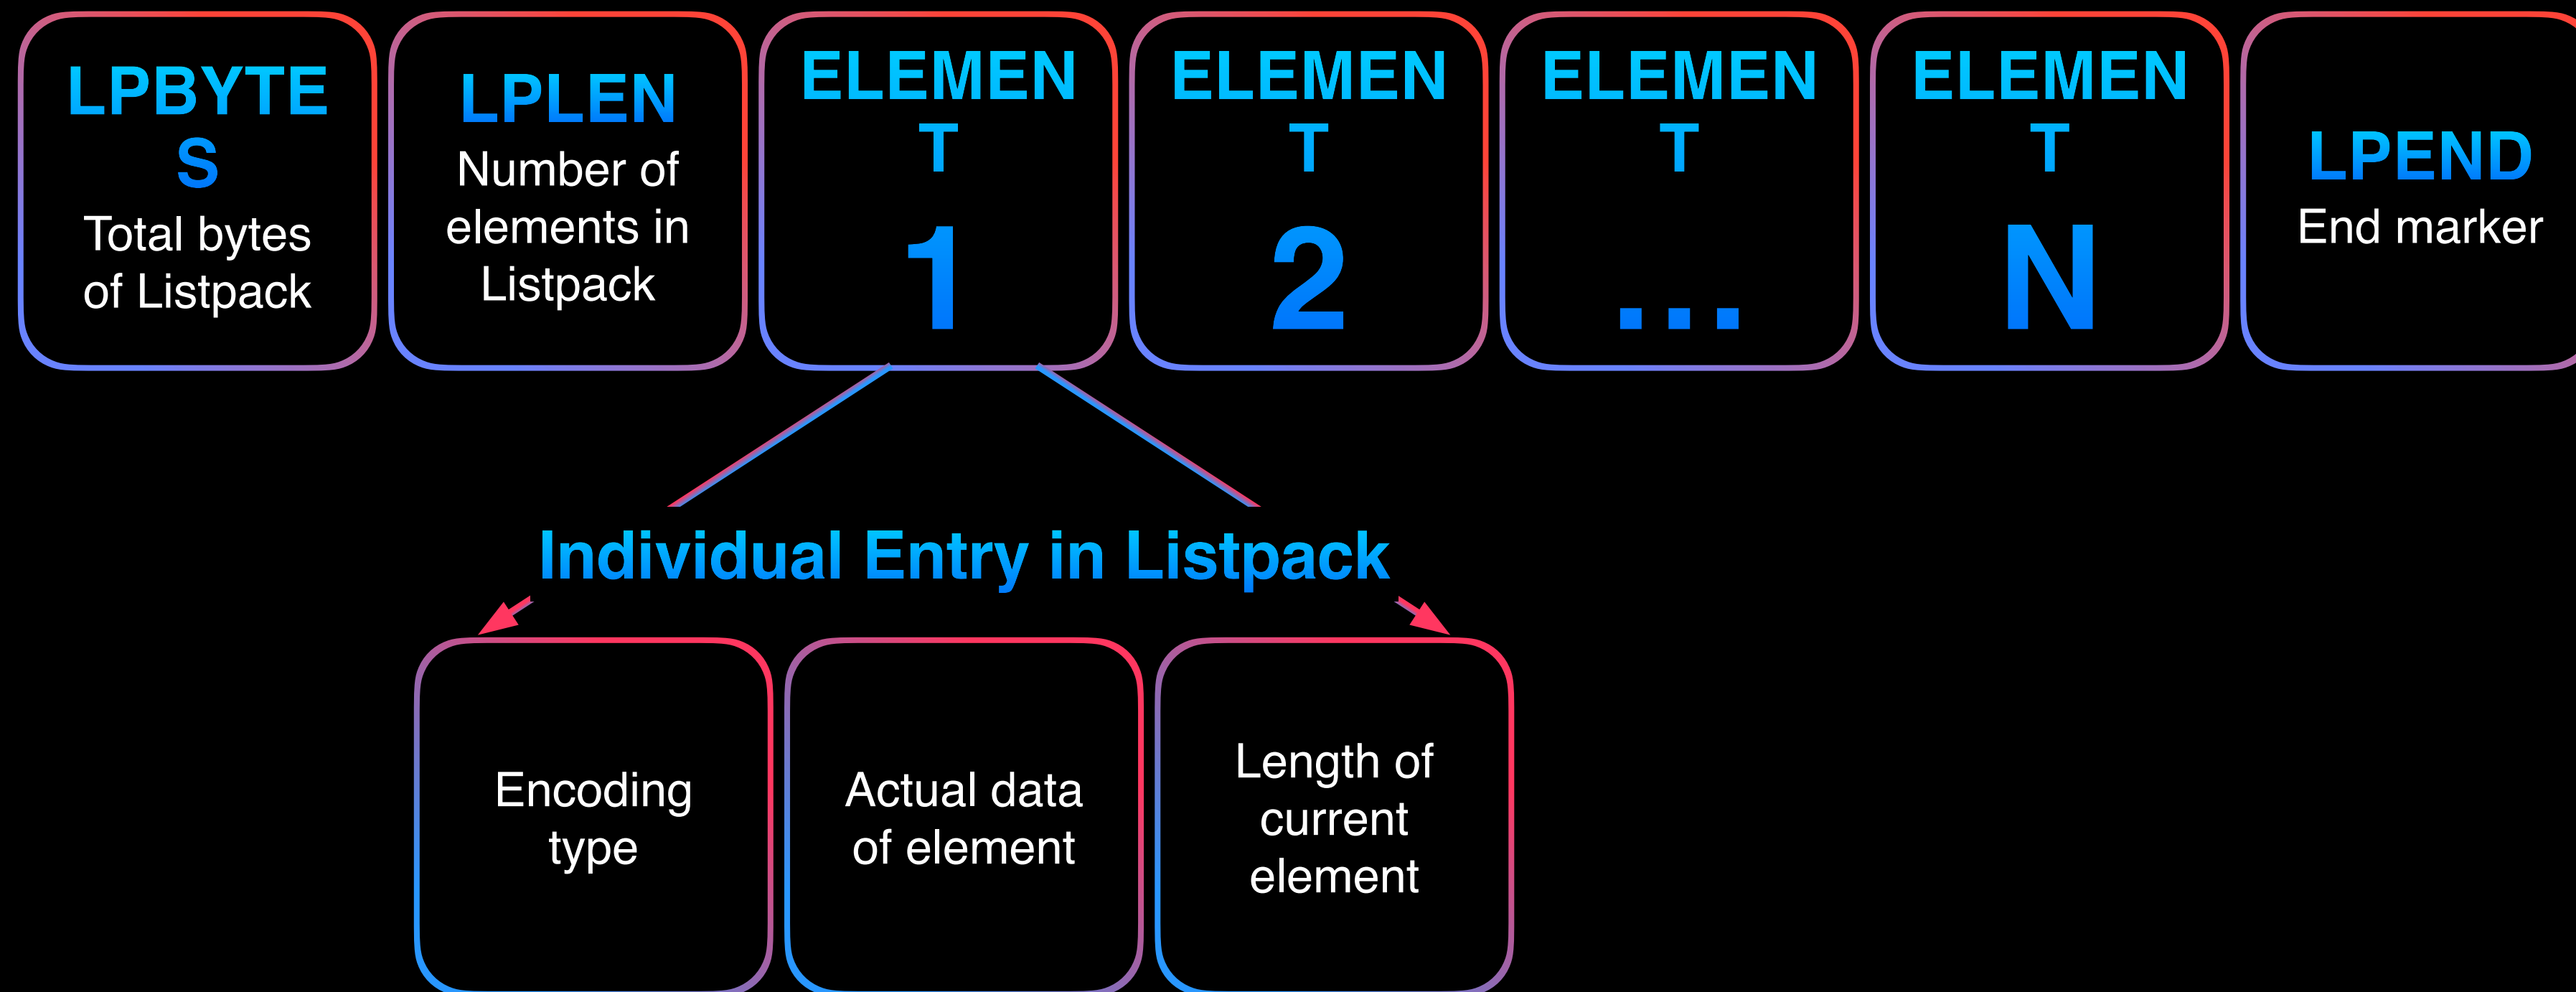 LPBYTE
S
Total bytes
of Listpack
LPLEN
Number of
elements in
Listpack
ELEMEN
T
1
ELEMEN
T
2
ELEMEN
T
...
ELEMEN
T
N
LPEND
End marker
Individual Entry in Listpack
Encoding
type
Actual data
of element
Length of
current
element